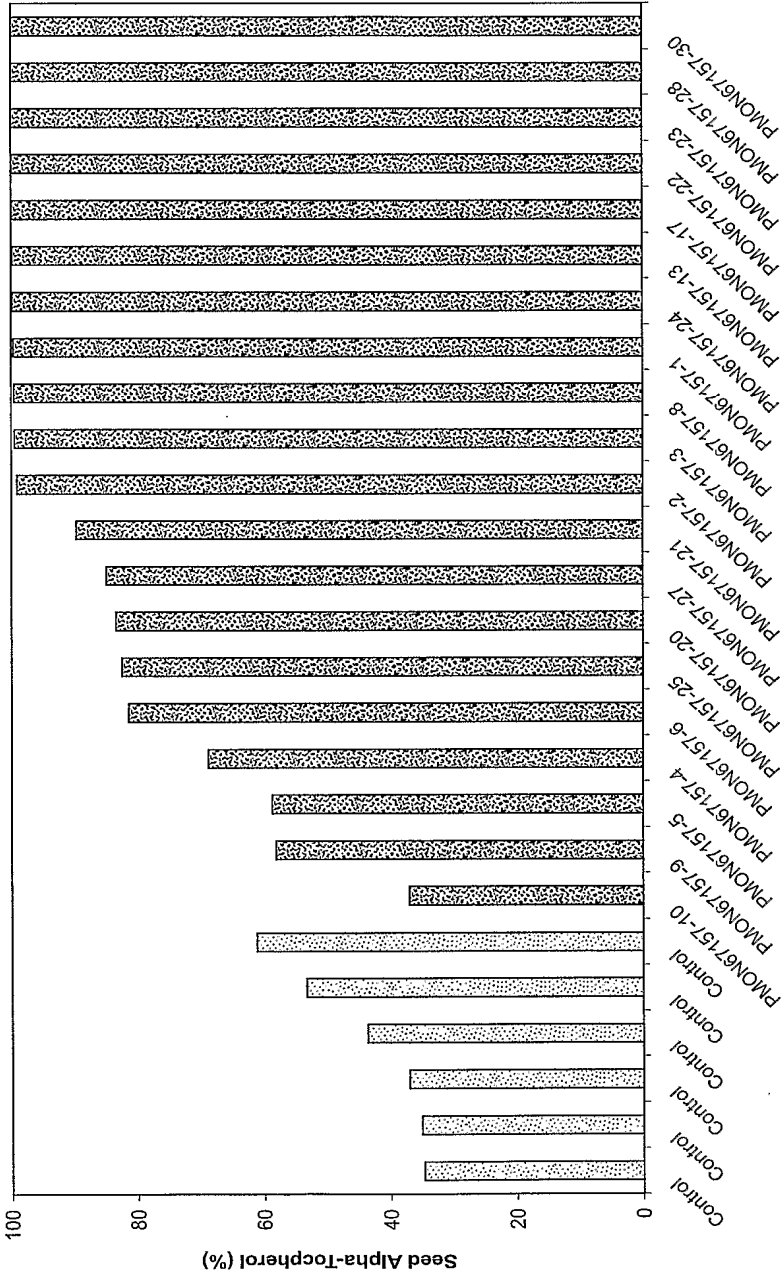 Seed Alpha-Tocpherol (%)
100
80
60
40
20
0
Control
Control
Control
Control
Control
Control
PMON67157-10
PMON67157-9
PMON67157-5
PMON67157-4
PMON67157-6
PMON67157-25
PMON67157-20
PMON67157-27
PMON67157-21
PMON67157-2
PMON67157-3
PMON67157-8
PMON67157-1
PMON67157-24
PMON67157-13
PMON67157-17
PMON67157-22
PMON67157-23
PMON67157-28
PMON67157-30